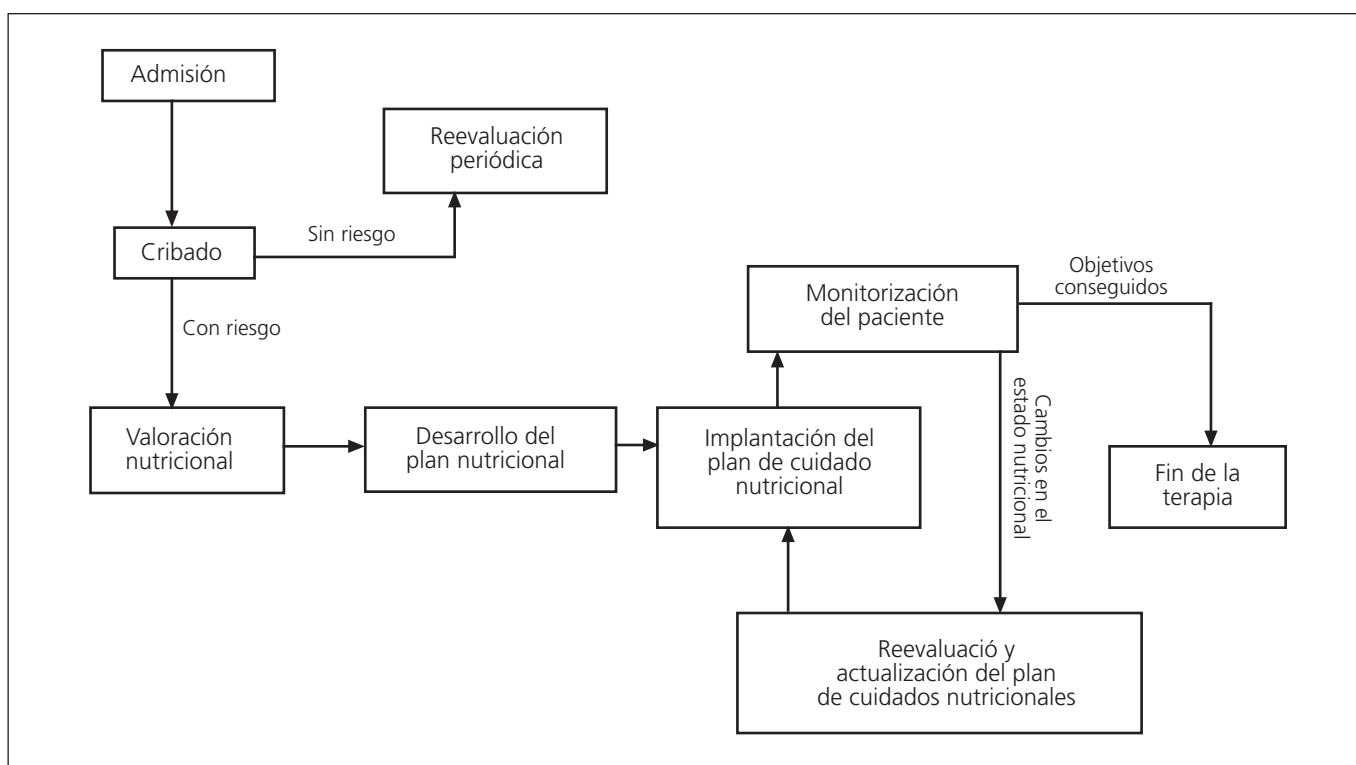 Admisión
Reevaluación
periódica
Sin riesgo
Cribado
Con riesgo
Valoración
nutricional
Desarrollo del
plan nutricional
Implantación del
plan de cuidado
nutricional
Monitorización
del paciente
Objetivos
conseguidos
Cambios en el
estado nutricional
Fin de la
terapia
Reevaluació y
actualización del plan
de cuidados nutricionales